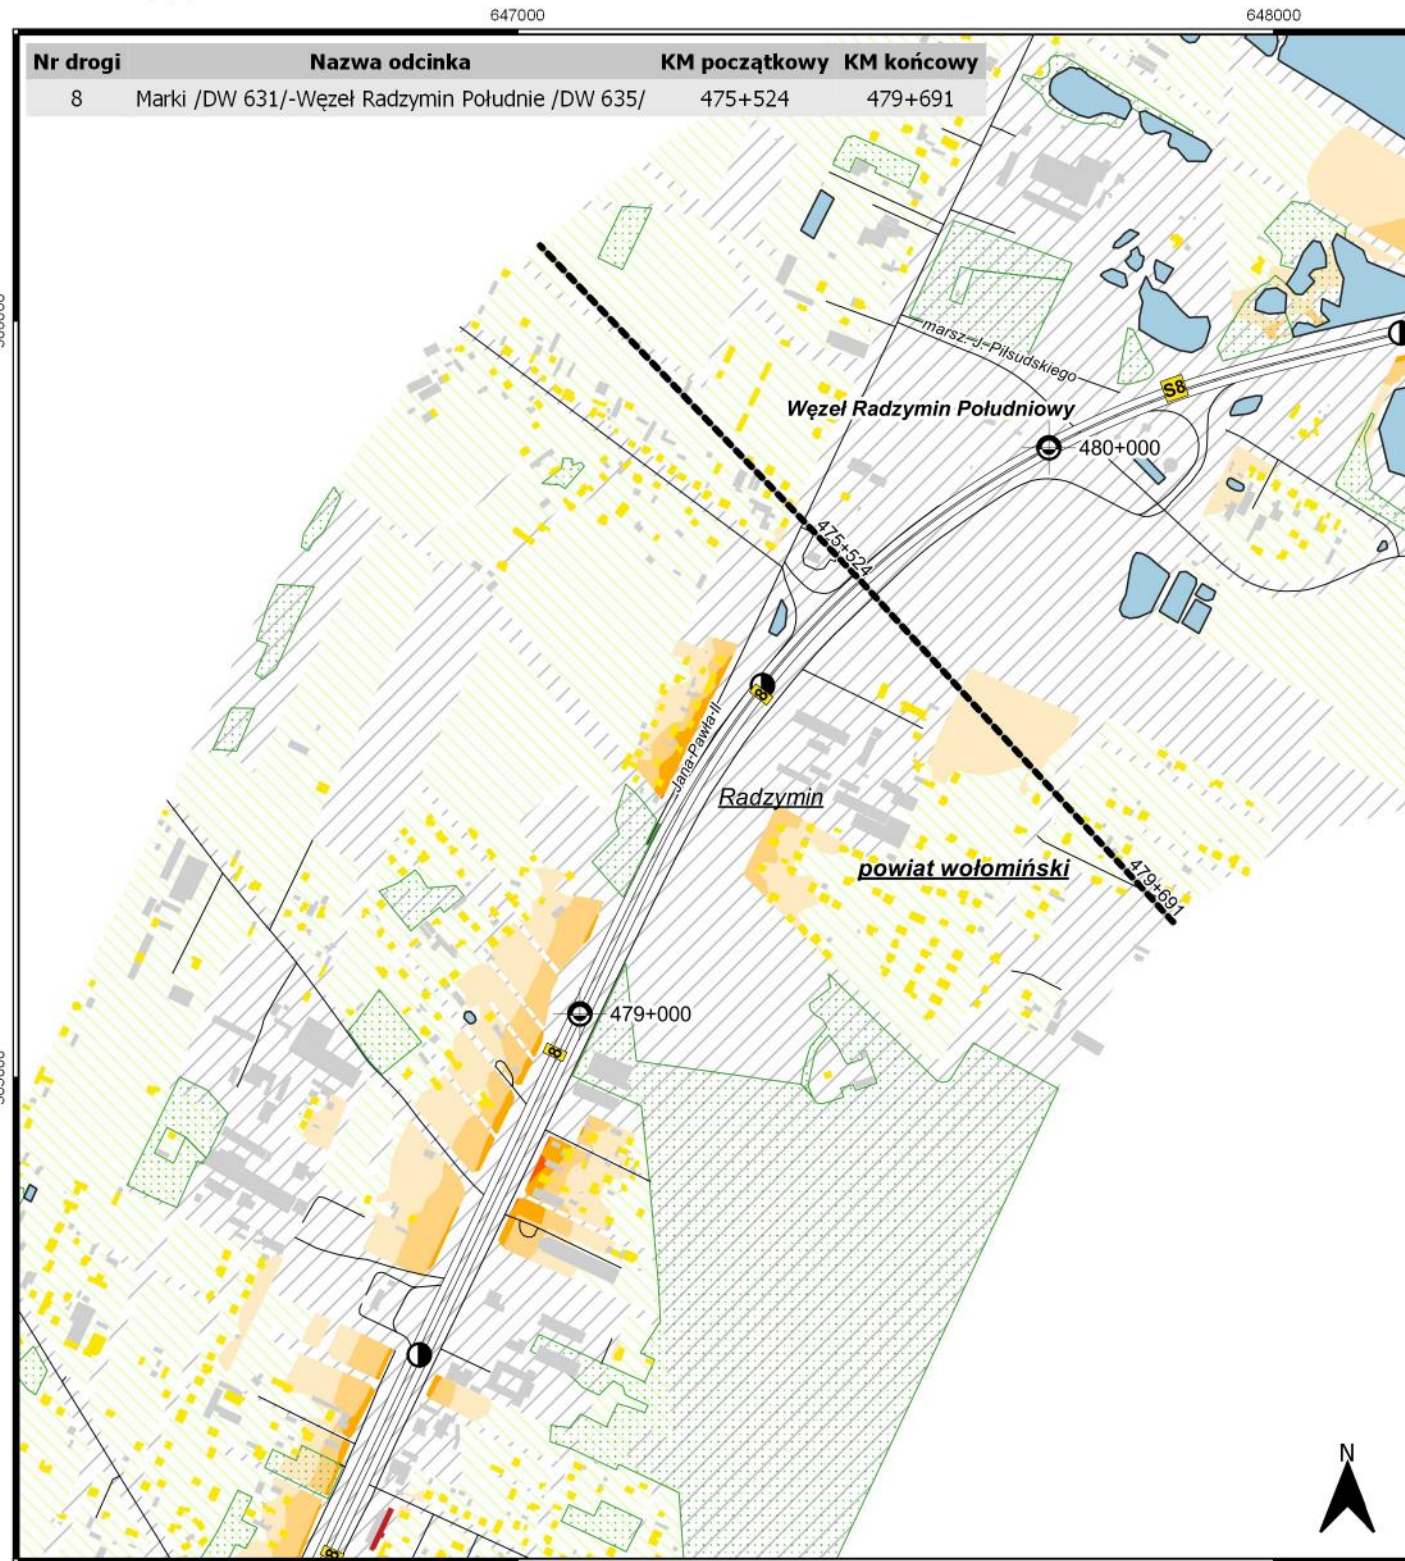 647000
648000
Nr drogi Nazwa odcinka KM początkowy KM końcowy
8 Marki /DW 631/-Węzeł Radzymin Południe /DW 635/ 475+524 479+691
marsz. J. Piłsudskiego
S8
Węzeł Radzymin Południowy
480+000
475+524
8
Jana Pawła II
Radzymin
powiat wołomiński
479+691
479+000
8
N
8